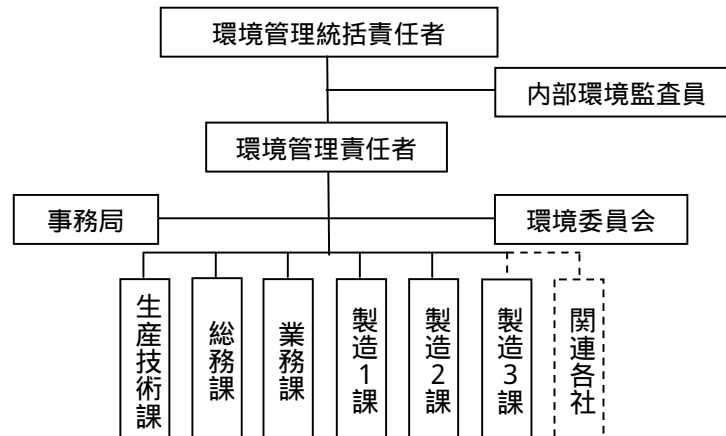 環境管理統括責任者
内部環境監査員
環境管理責任者
事務局
環境委員会
生産技術課
総務課
業務課
製造1課
製造2課
製造3課
関連各社